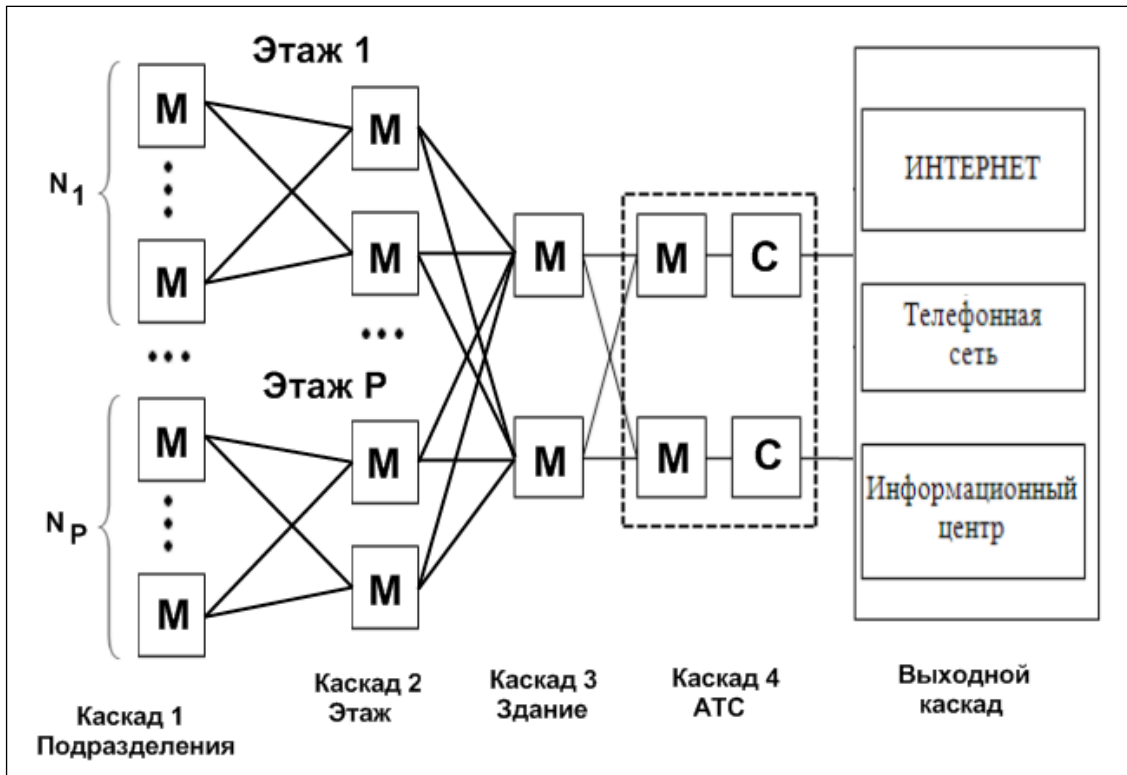 Этаж 1
М
М
М
М
N1
М
М
М
С
ИНТЕРНЕТ
Телефонная
сеть
Этаж Р
М
М
NР
М
М
М
М
С
Информационный
центр
Каскад 1
Подразделения
Каскад 2
Этаж
Каскад 3
Здание
Каскад 4
АТС
Выходной
каскад